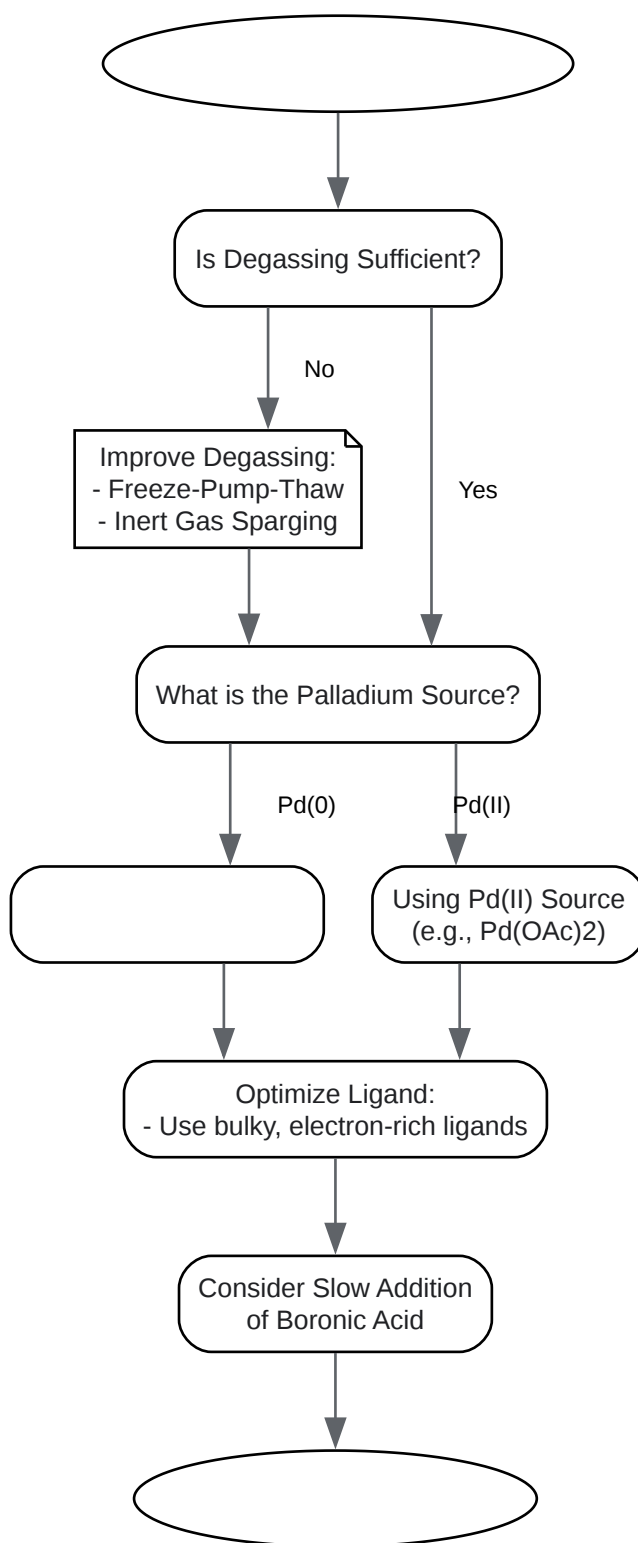 Is Degassing Sufficient?
No
Improve Degassing:
- Freeze-Pump-Thaw
- Inert Gas Sparging
Yes
What is the Palladium Source?
Pd(0)
Pd(II)
Using Pd(II) Source
(e.g., Pd(OAc)2)
Optimize Ligand:
- Use bulky, electron-rich ligands
Consider Slow Addition
of Boronic Acid